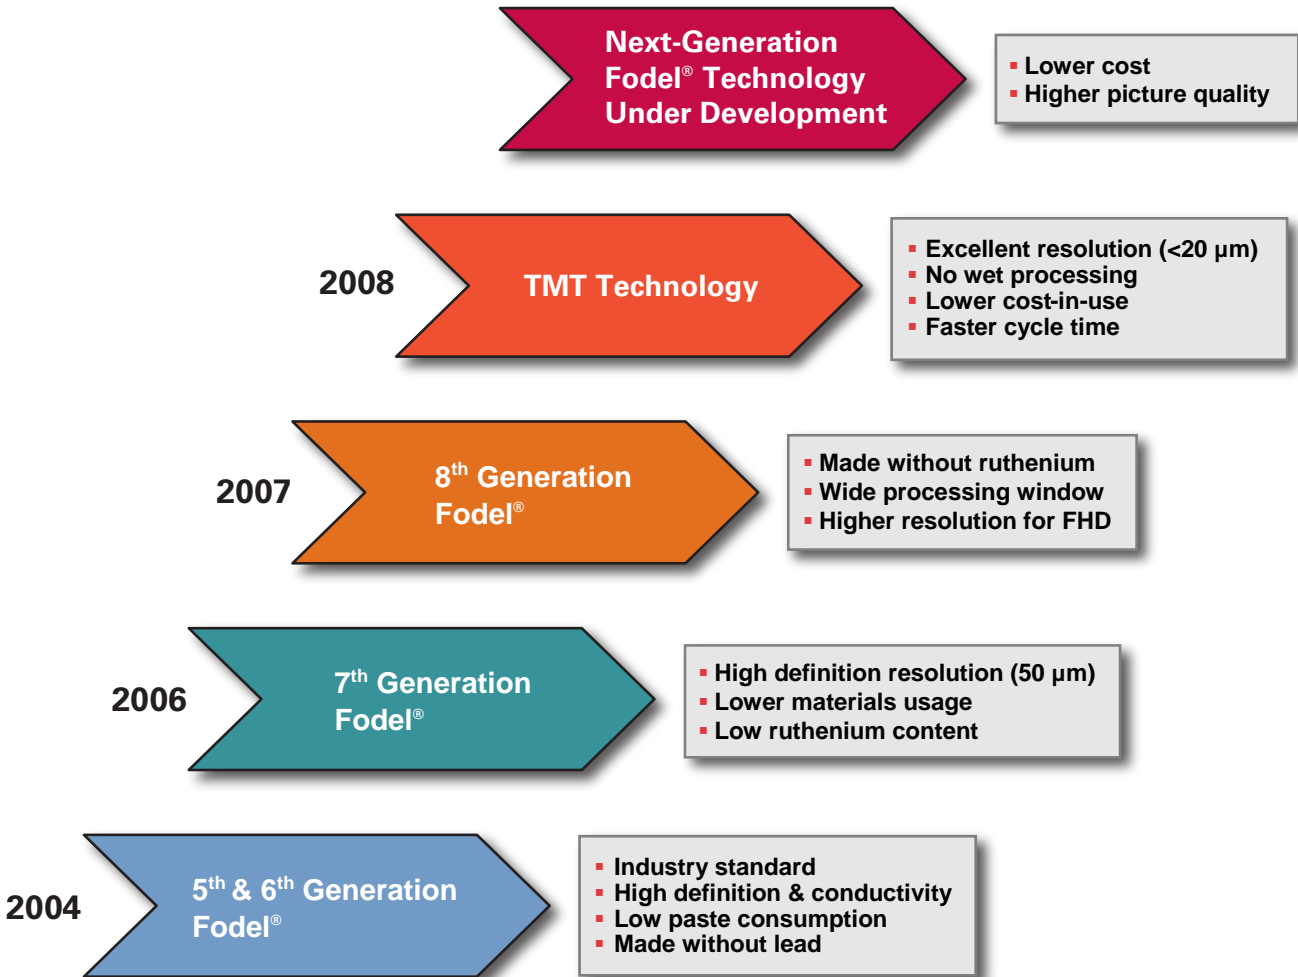 Next-Generation
Fodel® Technology
Under Development
▪ Lower cost
▪ Higher picture quality
2008
TMT Technology
▪ Excellent resolution (<20 µm)
▪ No wet processing
▪ Lower cost-in-use
▪ Faster cycle time
2007
8th Generation
Fodel®
▪ Made without ruthenium
▪ Wide processing window
▪ Higher resolution for FHD
2006
7th Generation
Fodel®
▪ High definition resolution (50 µm)
▪ Lower materials usage
▪ Low ruthenium content
2004
5th & 6th Generation
Fodel®
▪ Industry standard
▪ High definition & conductivity
▪ Low paste consumption
▪ Made without lead